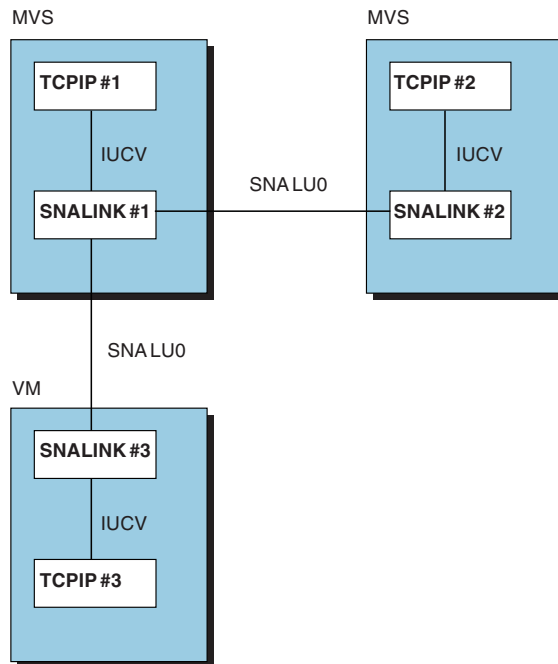 MVS
MVS
TCPIP #1
TCPIP #2
IUCV
IUCV
SNA LU0
SNALINK #1
SNALINK #2
SNA LU0
VM
SNALINK #3
IUCV
TCPIP #3